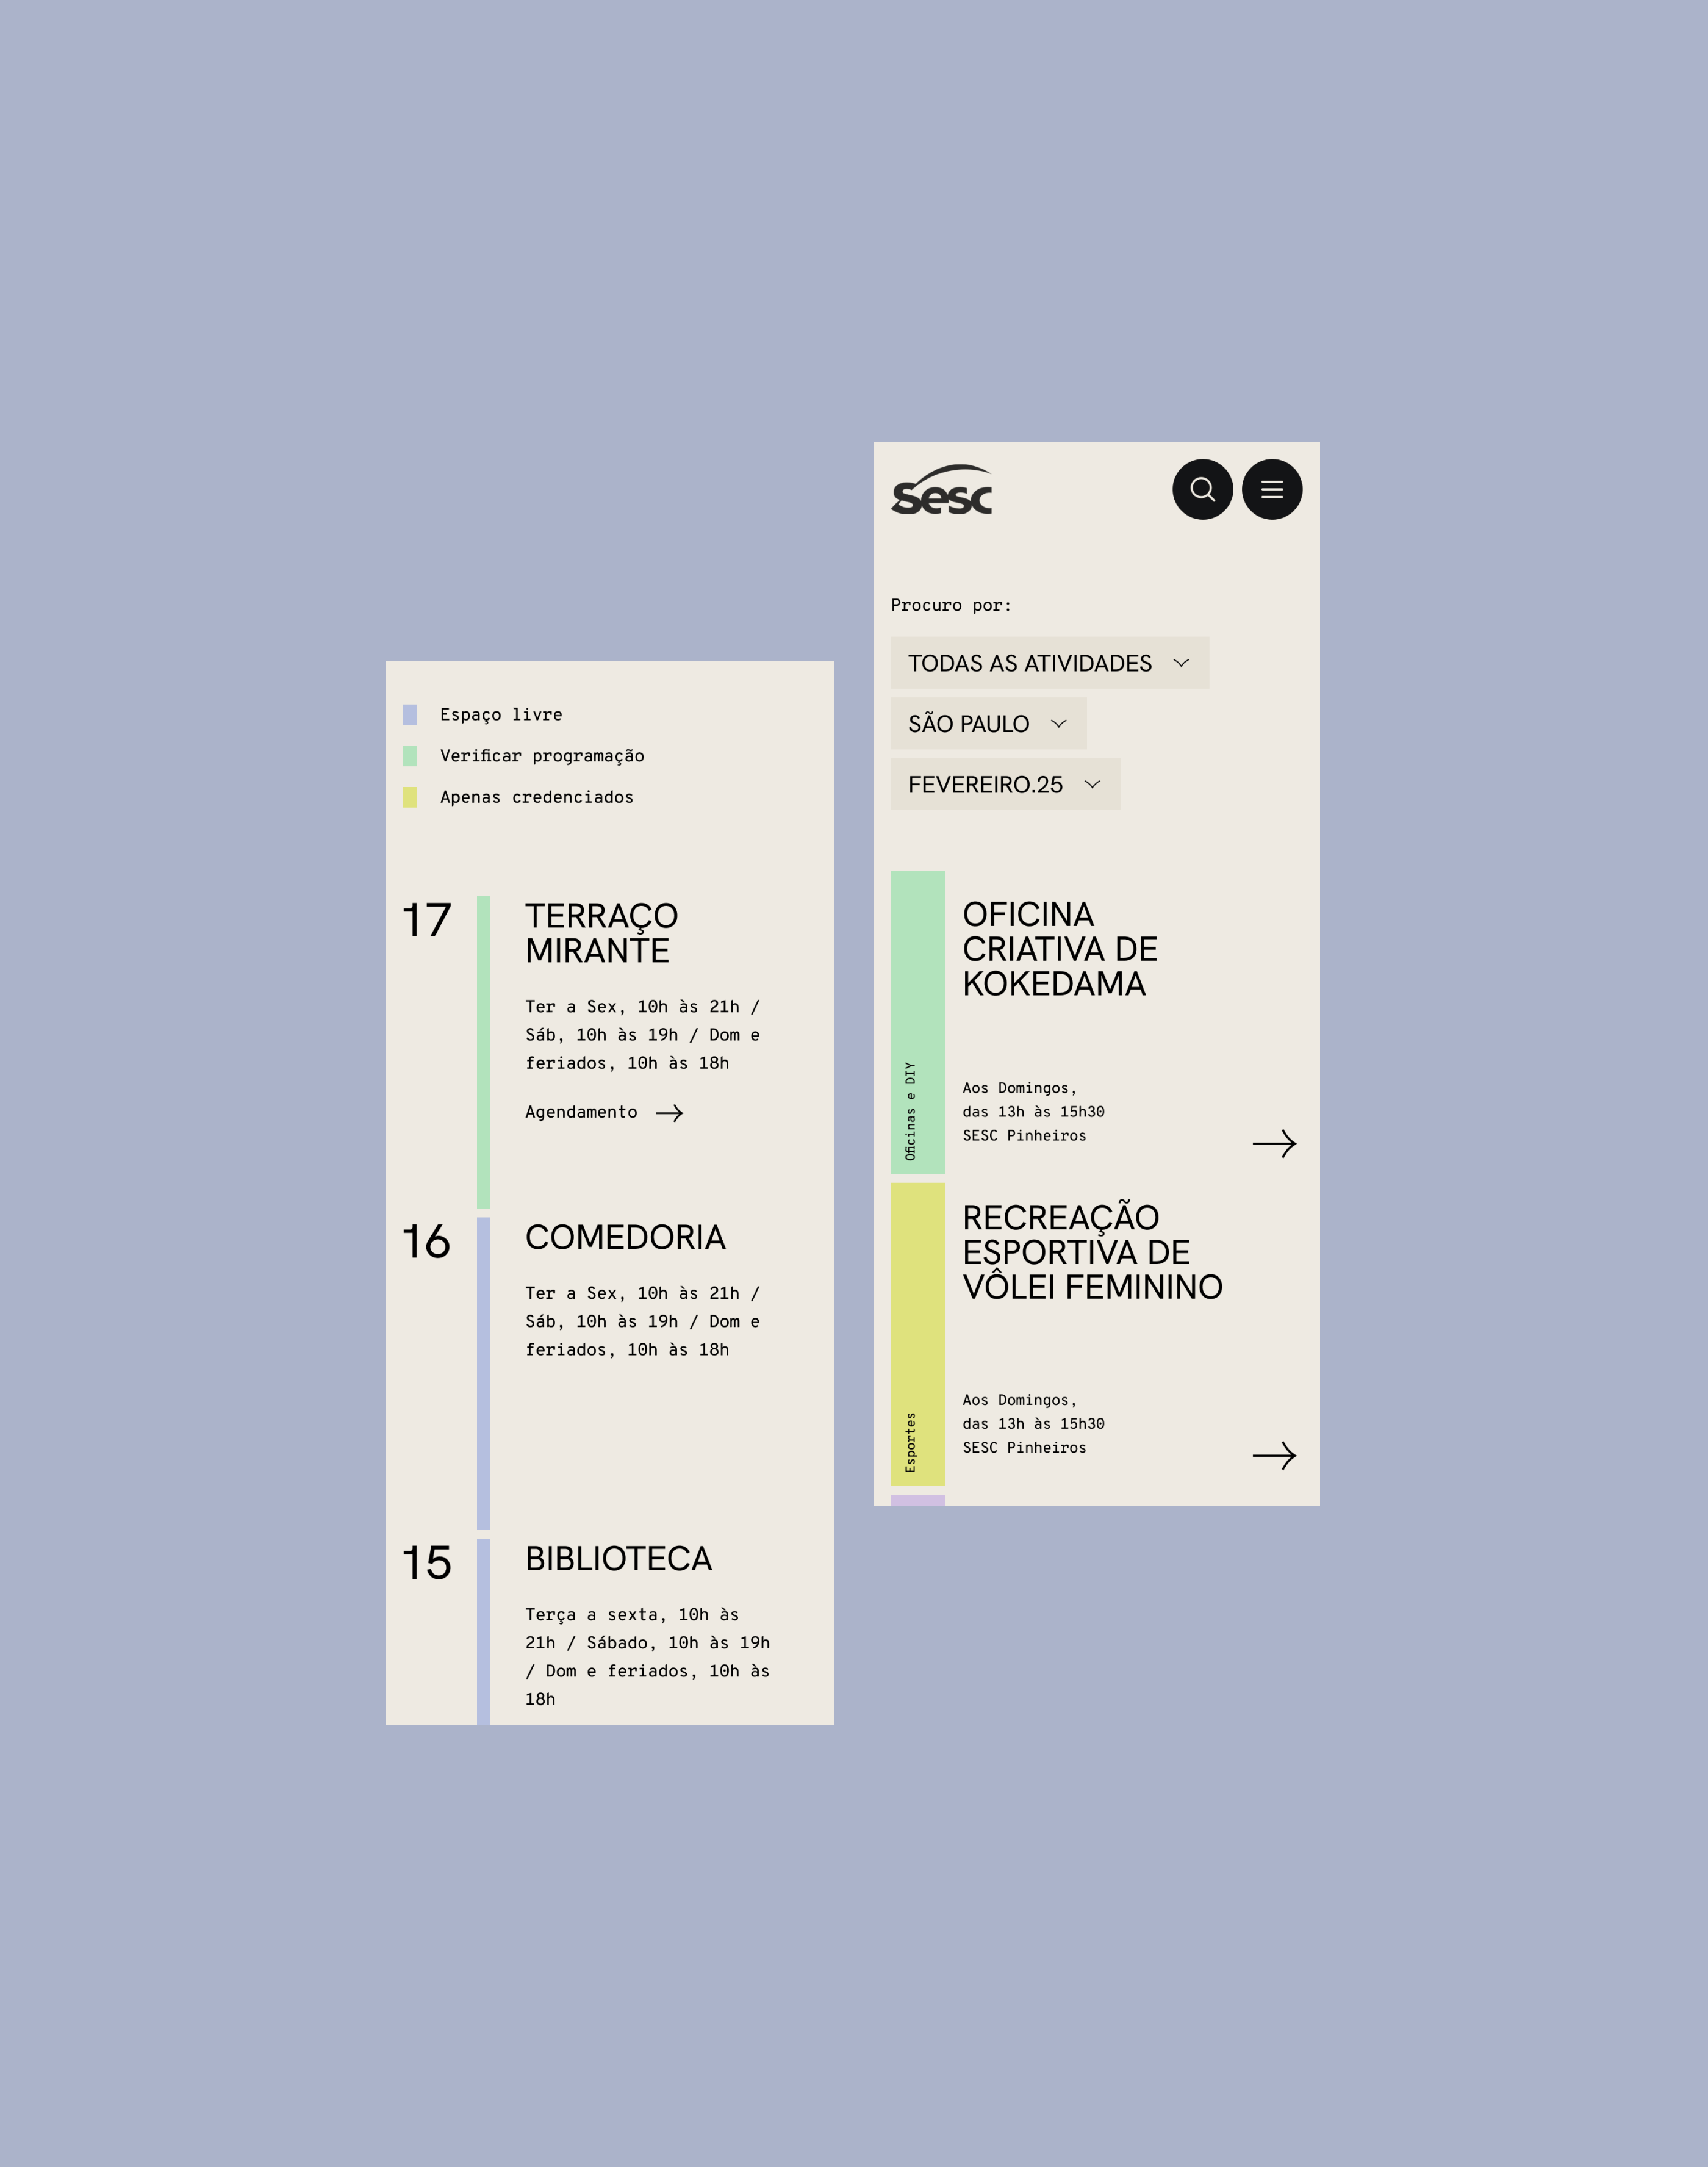 Espaço livre
Verificar programação
Apenas credenciados
17
TERRAÇO
MIRANTE
Ter a Sex, 10h às 21h /
Sáb, 10h às 19h / Dom e
feriados, 10h às 18h
Agendamento
16
COMEDORIA
Ter a Sex, 10h às 21h /
Sáb, 10h às 19h / Dom e
feriados, 10h às 18h
15
BIBLIOTECA
Terça a sexta, 10h às
21h / Sábado, 10h às 19h
/ Dom e feriados, 10h às
18h
Sesc
Procuro por:
TODAS AS ATIVIDADES
SÃO PAULO
FEVEREIRO.25
Oficinas e DIY
OFICINA
CRIATIVA DE
KOKEDAMA
Aos Domingos,
das 13h às 15h30
SESC Pinheiros
Esportes
RECREAÇÃO
ESPORTIVA DE
VÔLEI FEMININO
Aos Domingos,
das 13h às 15h30
SESC Pinheiros